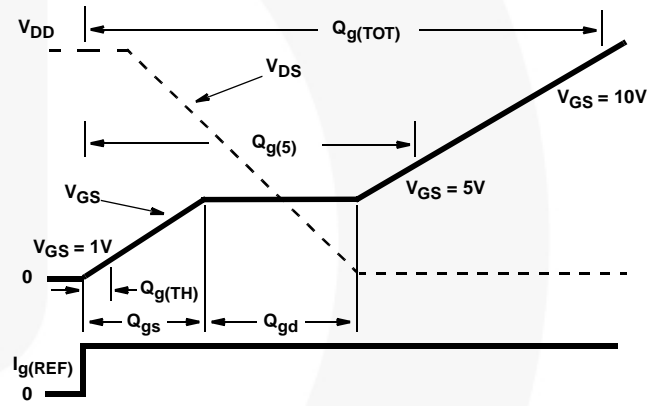 V_DD
Q_g(TOT)
V_DS
V_GS = 10V
Q_g(5)
V_GS
V_GS = 5V
V_GS = 1V
0
Q_g(TH)
Q_gs
Q_gd
I_g(REF)
0